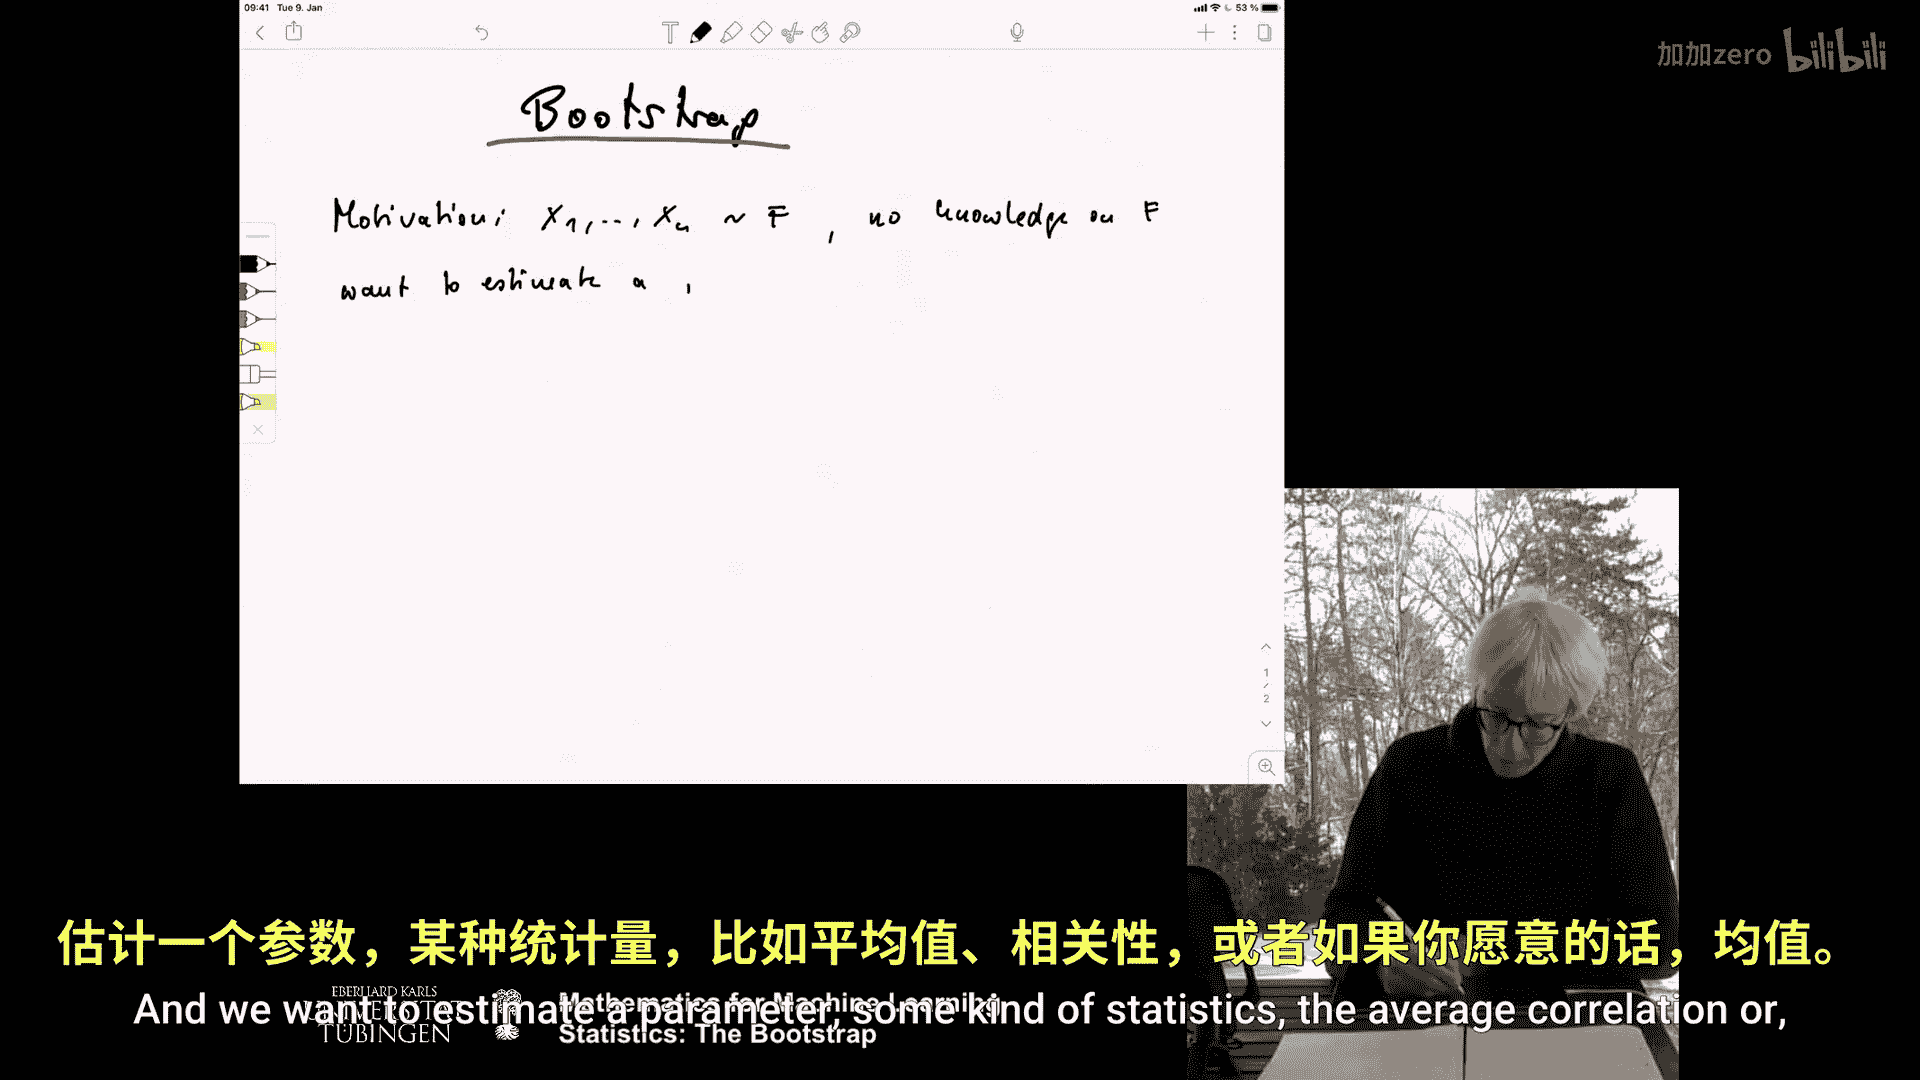 09:41 Tue 9. Jan
53 %
加加zero bilibili
Bootstrap
Motivation: X1, ..., Xn ~ F, no knowledge on F
want to estimate a
1
2
估计一个参数，某种统计量，比如平均值、相关性，或者如果你愿意的话，均值。
And we want to estimate a parameter, some kind of statistics, the average correlation or,
EBERHARD KARLS
UNIVERSITÄT
TÜBINGEN
Mathematics for Machine Learning
Statistics: The Bootstrap